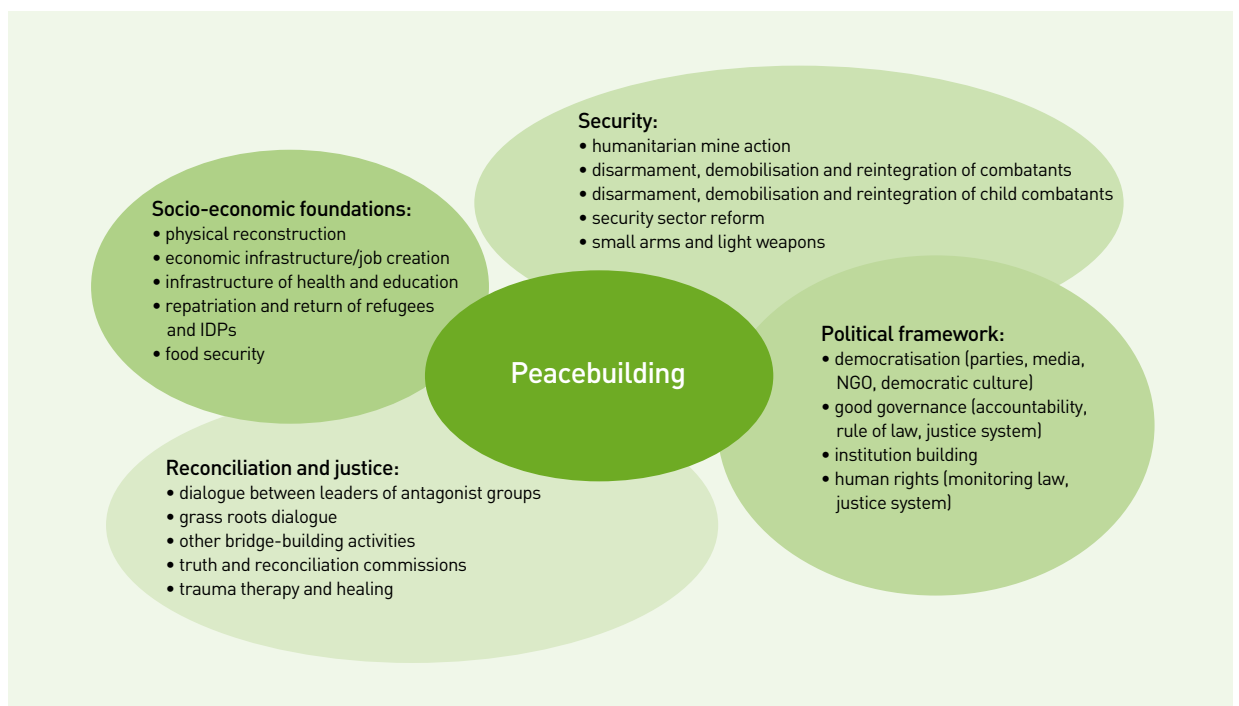 Security:
• humanitarian mine action
• disarmament, demobilisation and reintegration of combatants
• disarmament, demobilisation and reintegration of child combatants
• security sector reform
• small arms and light weapons
Socio-economic foundations:
• physical reconstruction
• economic infrastructure/job creation
• infrastructure of health and education
• repatriation and return of refugees
and IDPs
• food security
Peacebuilding
Political framework:
• democratisation (parties, media,
NGO, democratic culture)
• good governance (accountability,
rule of law, justice system)
• institution building
• human rights (monitoring law,
justice system)
Reconciliation and justice:
• dialogue between leaders of antagonist groups
• grass roots dialogue
• other bridge-building activities
• truth and reconciliation commissions
• trauma therapy and healing